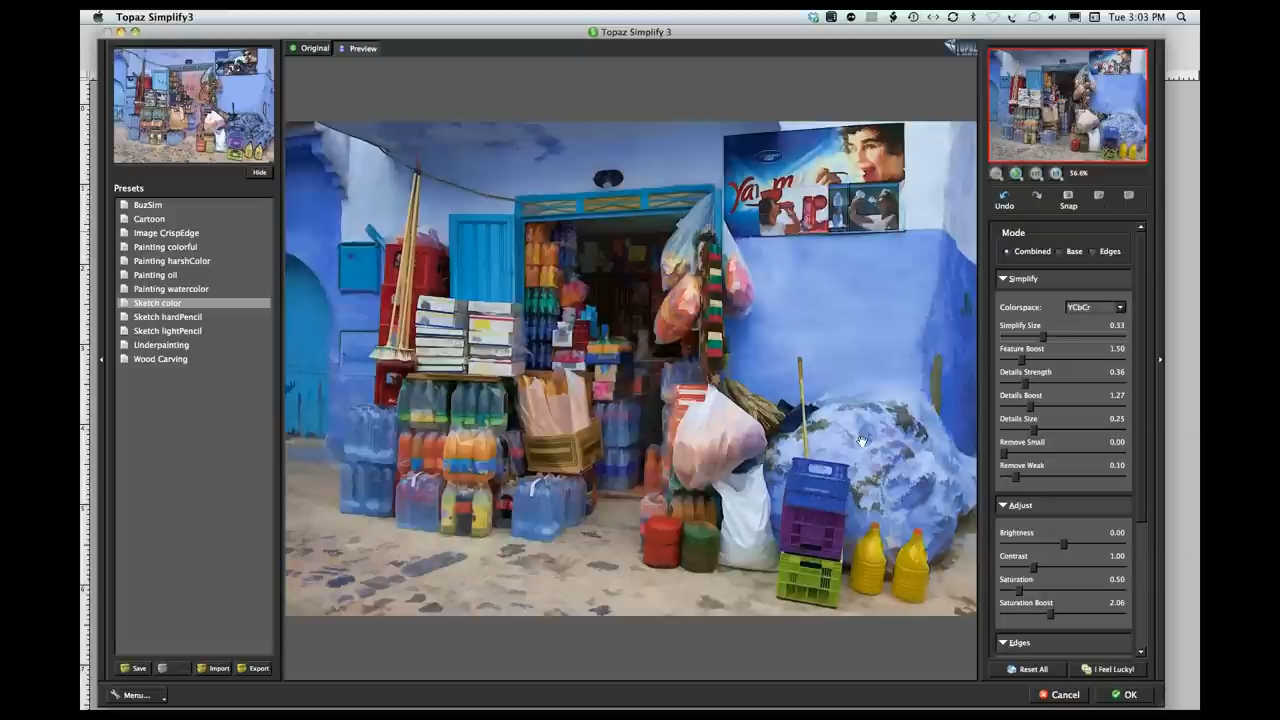 Topaz Simplify3
Tue 3:03 PM
Topaz Simplify 3
Original
Preview
TOPAZ
56.6%
Hide
Undo
Snap
Presets
BuzSim
Cartoon
Image CrispEdge
Painting colorful
Painting harshColor
Painting oil
Painting watercolor
Sketch color
Sketch hardPencil
Sketch lightPencil
Underpainting
Wood Carving
Mode
Combined
Base
Edges
Simplify
Colorspace: YCbCr
Simplify Size 0.33
Feature Boost 1.50
Details Strength 0.36
Details Boost 1.27
Details Size 0.25
Remove Small 0.00
Remove Weak 0.10
Adjust
Brightness 0.00
Contrast 1.00
Saturation 0.50
Saturation Boost 2.06
Edges
Save
Import
Export
Reset All
I Feel Lucky!
Menu...
Cancel
OK